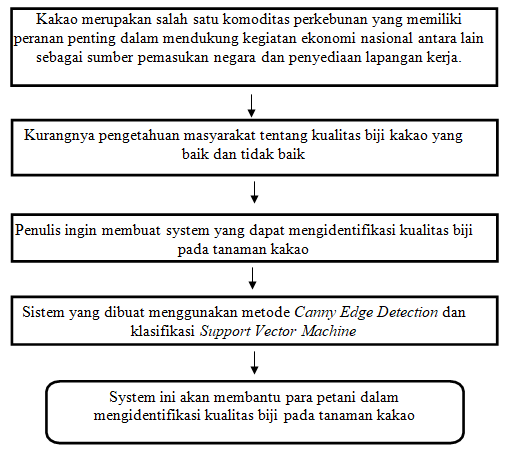 Kakao merupakan salah satu komoditas perkebunan yang memiliki
peranan penting dalam mendukung kegiatan ekonomi nasional antara lain
sebagai sumber pemasukan negara dan penyediaan lapangan kerja.
Kurangnya pengetahuan masyarakat tentang kualitas biji kakao yang
baik dan tidak baik
Penulis ingin membuat system yang dapat mengidentifikasi kualitas biji
pada tanaman kakao
Sistem yang dibuat menggunakan metode Canny Edge Detection dan
klasifikasi Support Vector Machine
System ini akan membantu para petani dalam
mengidentifikasi kualitas biji pada tanaman kakao